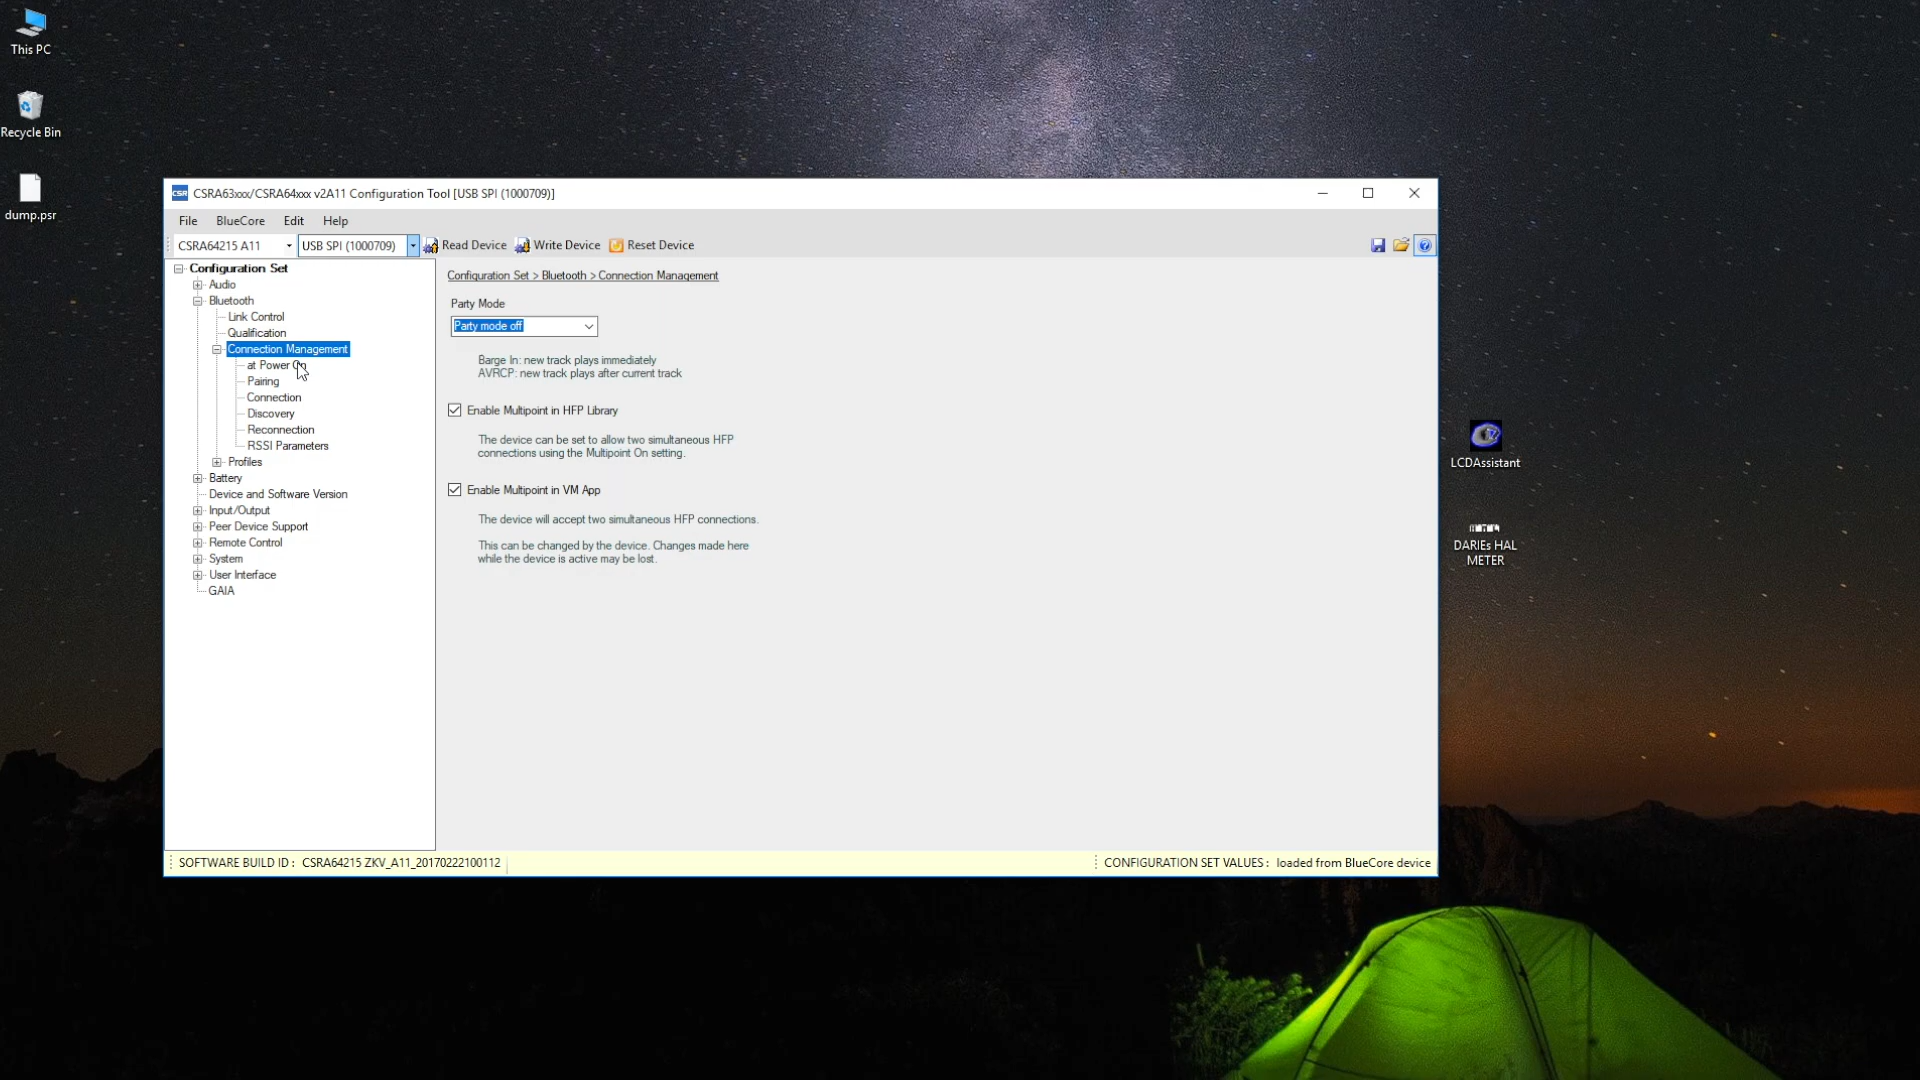 This PC
Recycle Bin
dump.psr
CSR CSRA63xxx/CSRA64xxx v2A11 Configuration Tool [USB SPI (1000709)]
File BlueCore Edit Help
CSRA64215 A11 USB SPI (1000709) Read Device Write Device Reset Device
Configuration Set
Audio
Bluetooth
Link Control
Qualification
Connection Management
at Power On
Pairing
Connection
Discovery
Reconnection
RSSI Parameters
Profiles
Battery
Device and Software Version
Input/Output
Peer Device Support
Remote Control
System
User Interface
GAIA
Configuration Set > Bluetooth > Connection Management
Party Mode
Party mode off
Barge In: new track plays immediately
AVRCP: new track plays after current track
Enable Multipoint in HFP Library
The device can be set to allow two simultaneous HFP
connections using the Multipoint On setting.
Enable Multipoint in VM App
The device will accept two simultaneous HFP connections.
This can be changed by the device. Changes made here
while the device is active may be lost.
SOFTWARE BUILD ID : CSRA64215 ZKV_A11_20170222100112
CONFIGURATION SET VALUES : loaded from BlueCore device
LCDAssistant
DARIEs HAL
METER